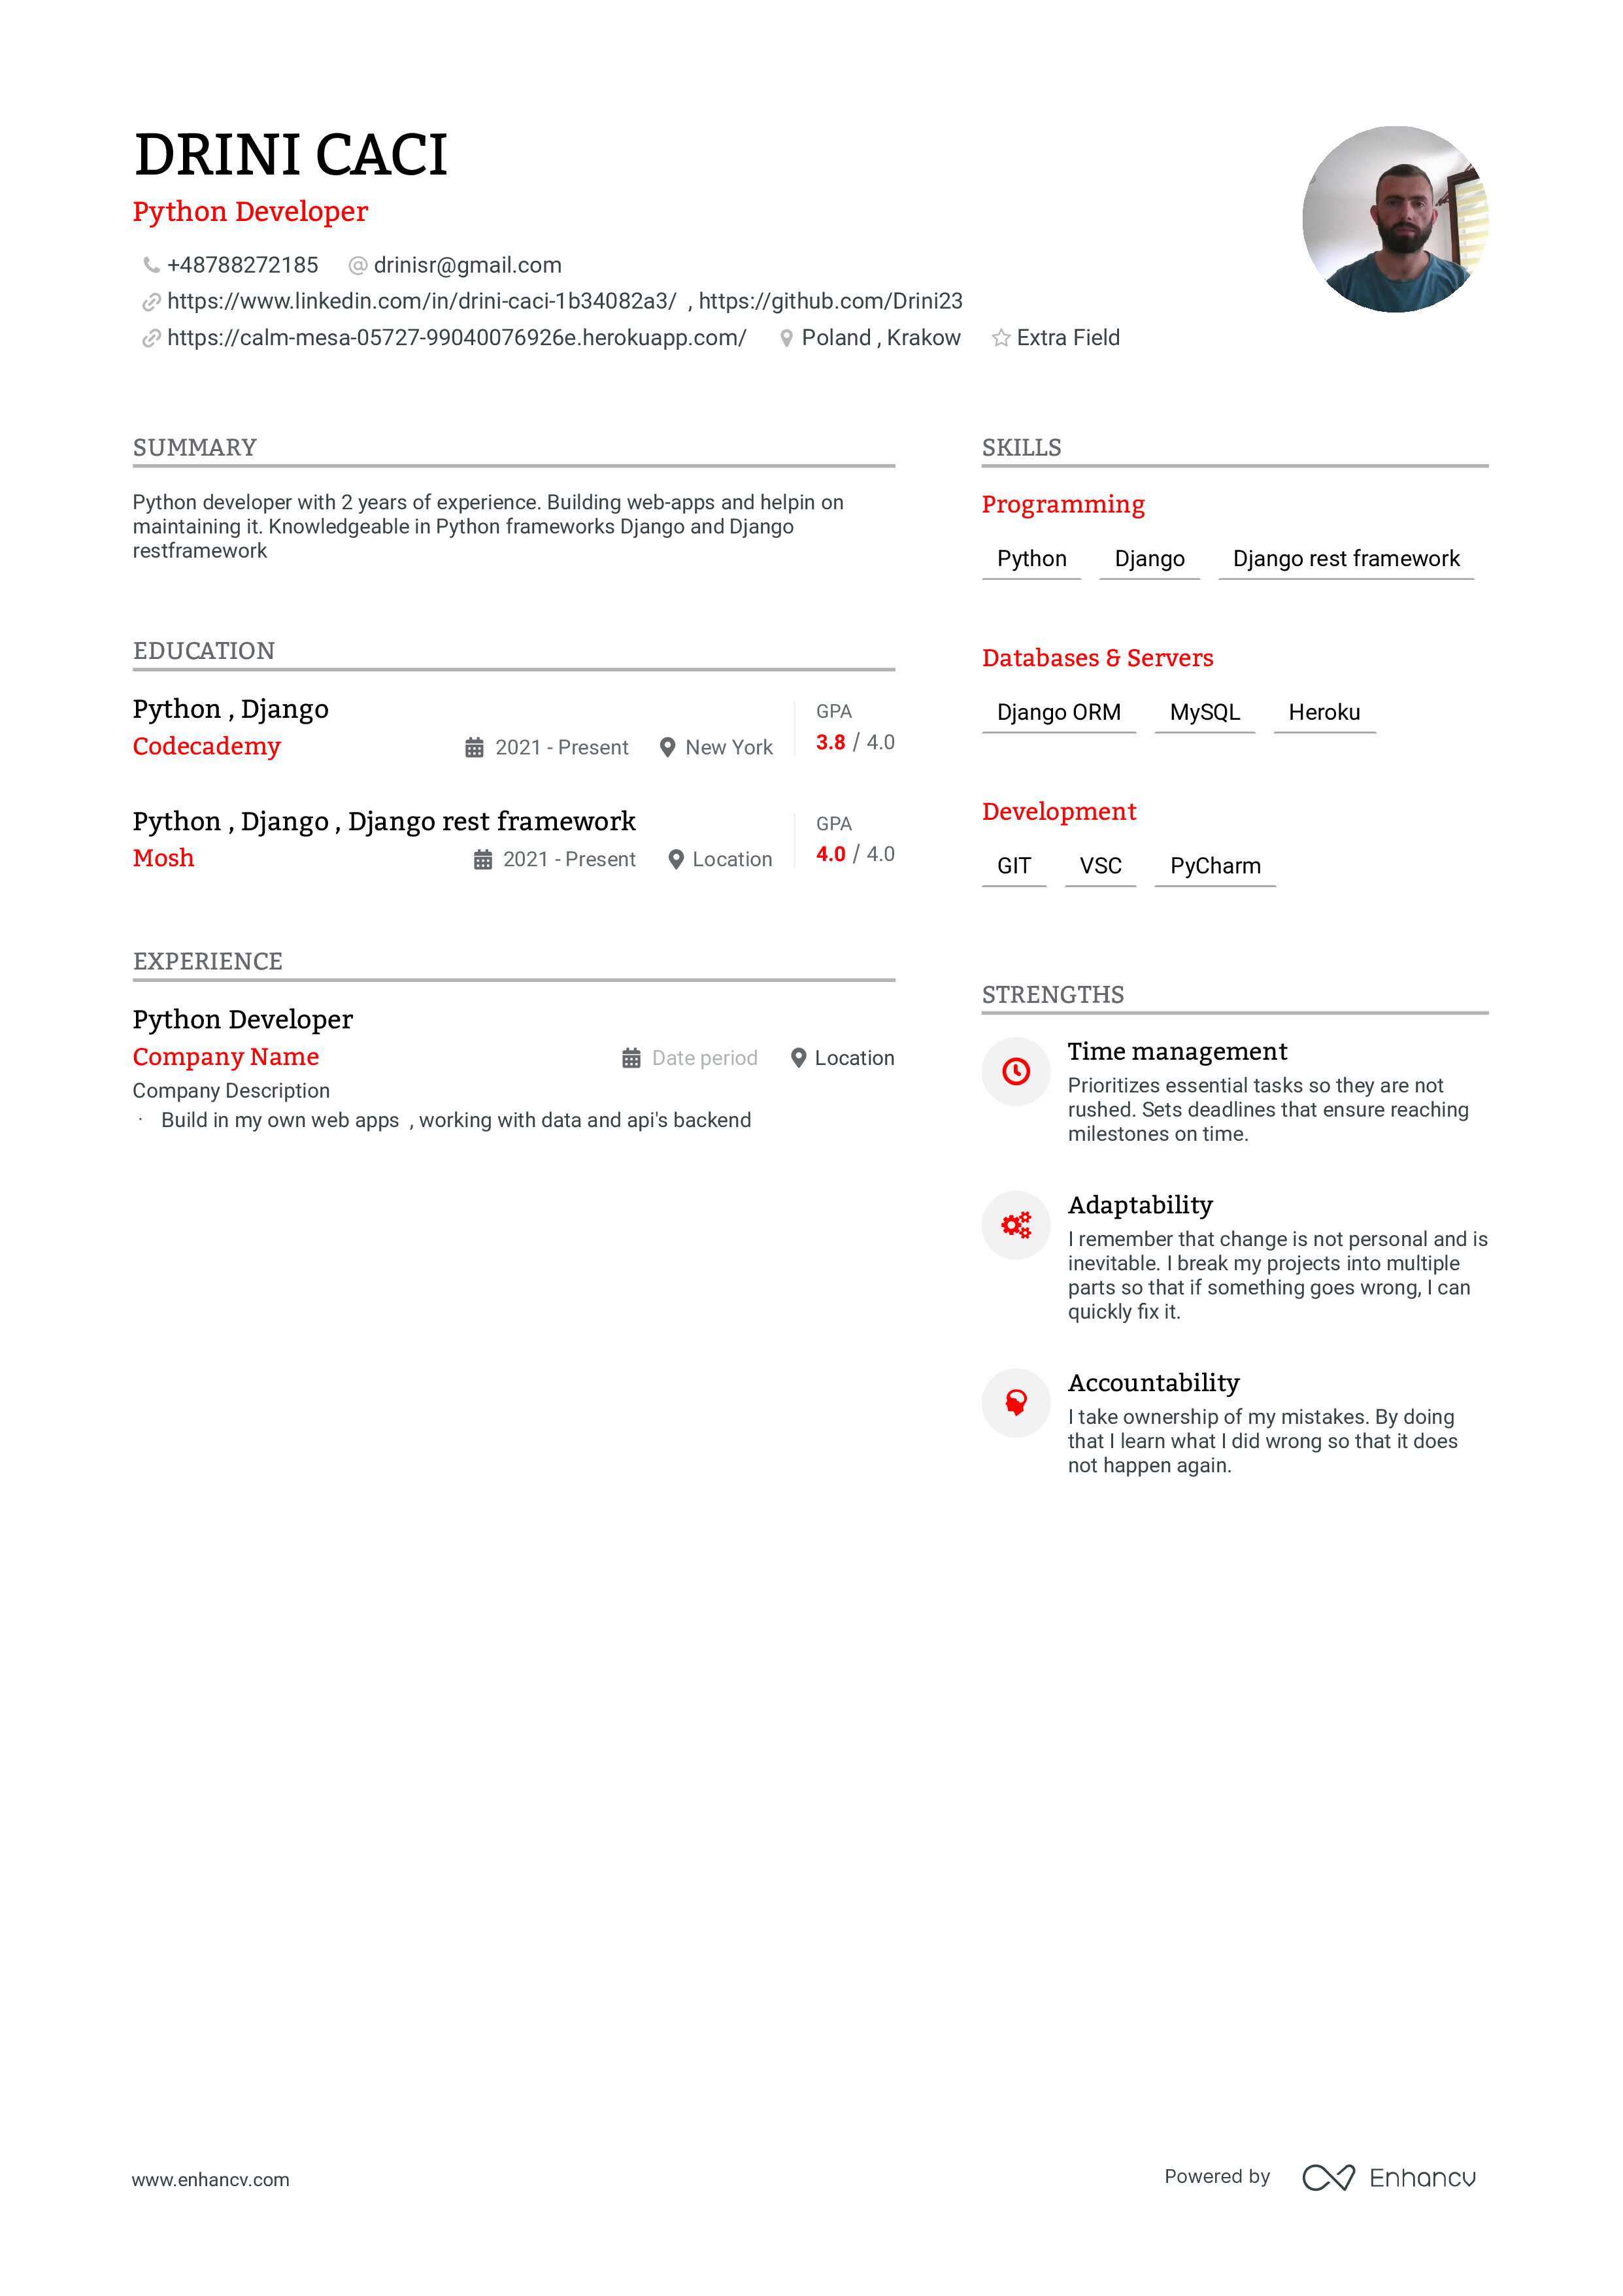 DRINI CACI
Python Developer
+48788272185 drinisr@gmail.com
https://www.linkedin.com/in/drini-caci-1b34082a3/ , https://github.com/Drini23
https://calm-mesa-05727-99040076926e.herokuapp.com/ Poland , Krakow Extra Field
SUMMARY
Python developer with 2 years of experience. Building web-apps and helpin on
maintaining it. Knowledgeable in Python frameworks Django and Django
restframework
EDUCATION
Python , Django
Codecademy 2021 - Present New York
GPA
3.8 / 4.0
Python , Django , Django rest framework
Mosh 2021 - Present Location
GPA
4.0 / 4.0
EXPERIENCE
Python Developer
Company Name Date period Location
Company Description
· Build in my own web apps , working with data and api's backend
SKILLS
Programming
Python Django Django rest framework
Databases & Servers
Django ORM MySQL Heroku
Development
GIT VSC PyCharm
STRENGTHS
Time management
Prioritizes essential tasks so they are not
rushed. Sets deadlines that ensure reaching
milestones on time.
Adaptability
I remember that change is not personal and is
inevitable. I break my projects into multiple
parts so that if something goes wrong, I can
quickly fix it.
Accountability
I take ownership of my mistakes. By doing
that I learn what I did wrong so that it does
not happen again.
www.enhancv.com Powered by Enhancv